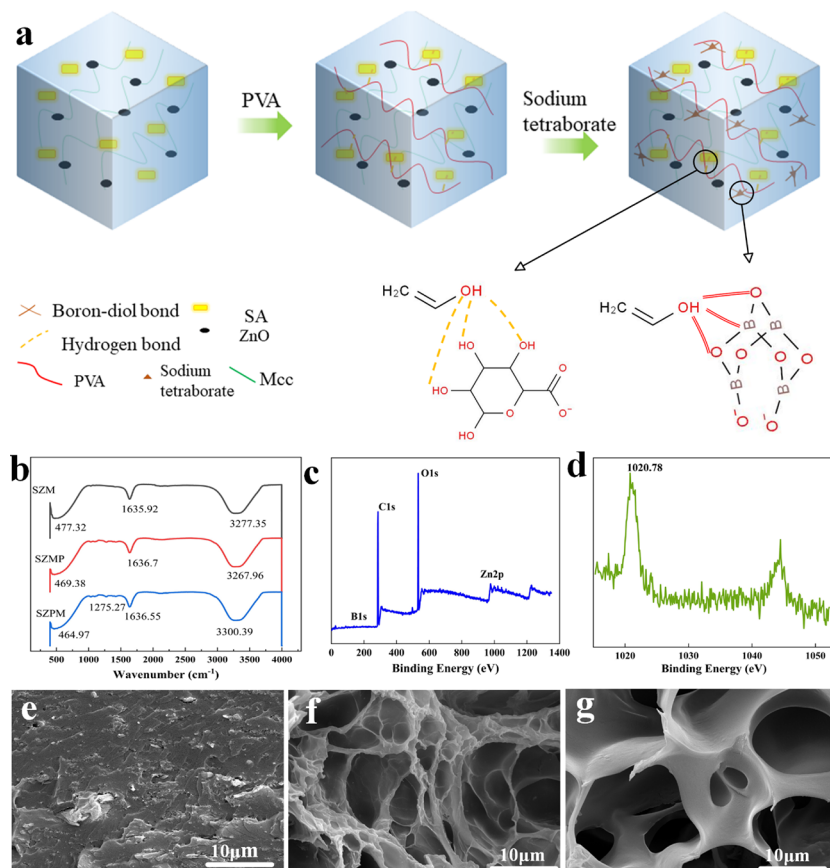 a
PVA
Sodium
tetraborate
Boron-diol bond
SA
ZnO
Hydrogen bond
PVA
Sodium
tetraborate
Mcc
H₂C
OH
HO
OH
HO
O
OH
O
O⁻
H₂C
OH
O
B
B
O
O
O
O
B
B
O⁻
O⁻
b
SZM
477.32
1635.92
3277.35
SZMP
469.38
1636.7
3267.96
SZPM
1275.27
464.97
1636.55
3300.39
500 1000 1500 2000 2500 3000 3500 4000
Wavenumber (cm⁻¹)
c
O1s
C1s
Zn2p
B1s
0 200 400 600 800 1000 1200 1400
Binding Energy (eV)
d
1020.78
1020 1030 1040 1050
Binding Energy (eV)
e
10μm
f
10μm
g
10μm